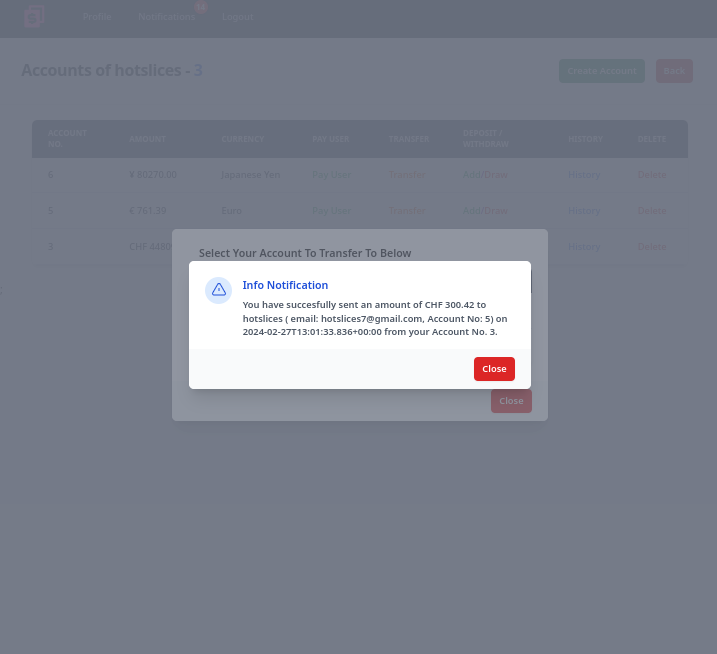 Profile Notifications Logout
Accounts of hotslices - 3
Create Account Back
ACCOUNT NO. AMOUNT CURRENCY PAY USER TRANSFER DEPOSIT / WITHDRAW HISTORY DELETE
6 ¥ 60270.00 Japanese Yen Pay User Transfer Add/Draw History Delete
5 € 761.39 Euro Pay User Transfer Add/Draw History Delete
3 CHF History Delete
Select Your Account To Transfer To Below
Info Notification
You have succesfully sent an amount of CHF 300.42 to
hotslices ( email: hotslices7@gmail.com, Account No: 5) on
2024-02-27T13:01:33.836+00:00 from your Account No. 3.
Close
Close